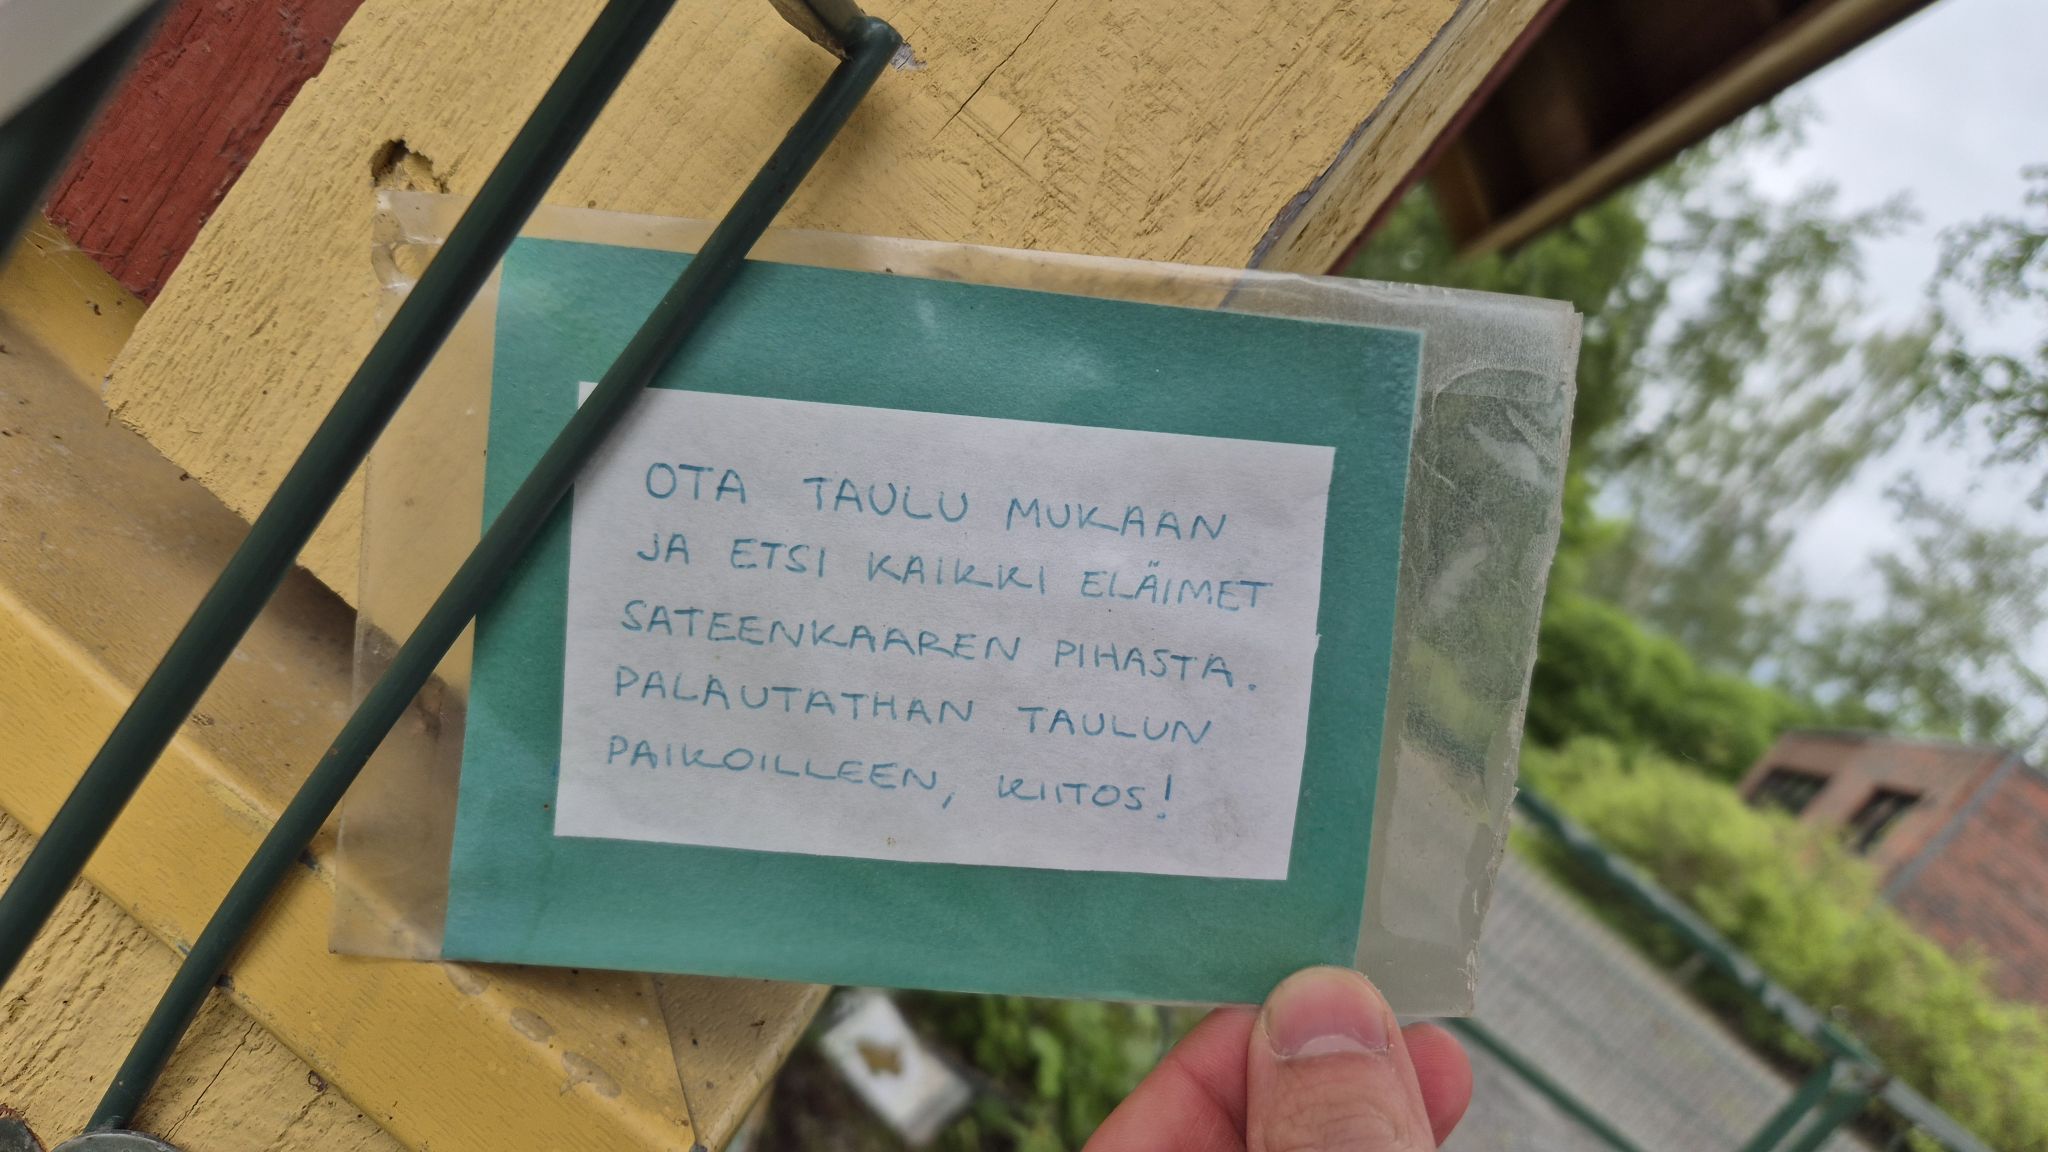 OTA TAULU MUKAAN
JA ETSI KAIKKI ELÄIMET
SATEENKAAREN PIHASTA.
PALAUTATHAN TAULUN
PAIKOILLEEN, KIITOS!